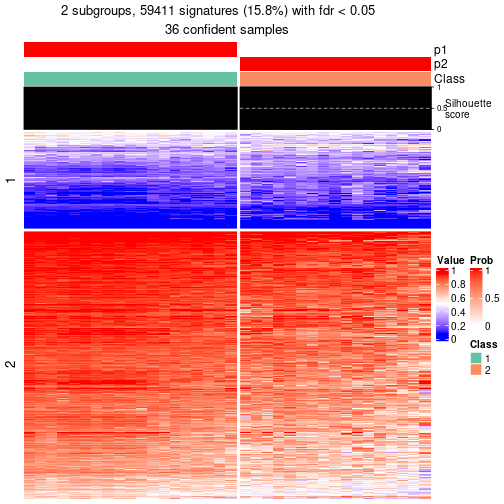 2 subgroups, 59411 signatures (15.8%) with fdr < 0.05
36 confident samples
p1
p2
Class
1
0.5
0
Silhouette
score
1
2
Value
1
0.8
0.6
0.4
0.2
0
Prob
1
0.5
0
Class
1
2